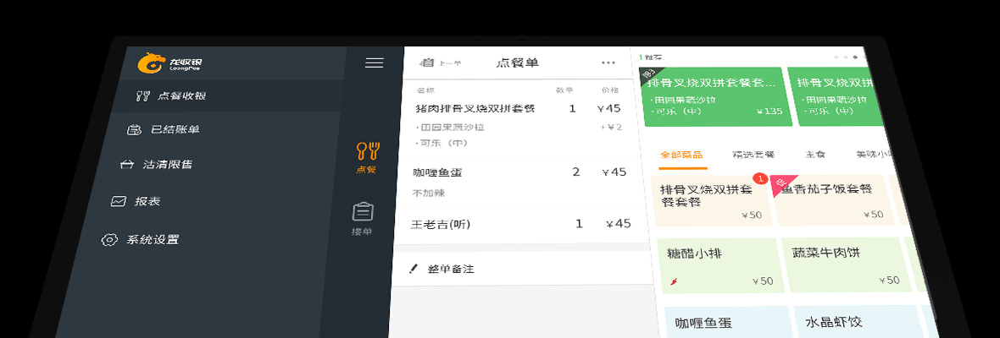 龙收银
LoongPos
点餐收银
已结账单
沽清限售
报表
系统设置
点餐
接单
上一单
点餐单
名称
数量
价格
猪肉排骨叉烧双拼套餐 1 ￥45
·田园果蔬沙拉 +￥2
·可乐（中）
咖喱鱼蛋 2 ￥45
不加辣
王老吉(听) 1 ￥45
整单备注
推荐
排骨叉烧双拼套餐套...
·田园果蔬沙拉
·可乐（中） ￥135
排骨叉烧双拼
·田园果蔬沙拉
·可乐（中）
全部菜品
精选套餐
主食
美味小
排骨叉烧双拼套
餐套餐
1
￥50
鱼香茄子饭套餐
￥50
糖醋小排
￥50
蔬菜牛肉饼
￥50
咖喱鱼蛋
水晶虾饺